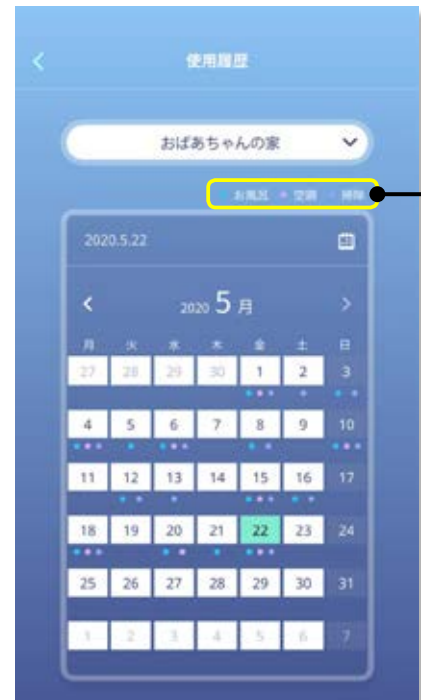 使用履歴
おばあちゃんの家
お風呂 空調 掃除
2020.5.22
2020 5 月
月 火 水 木 金 土 日
27 28 29 30 1 2 3
4 5 6 7 8 9 10
11 12 13 14 15 16 17
18 19 20 21 22 23 24
25 26 27 28 29 30 31
1 2 3 4 5 6 7